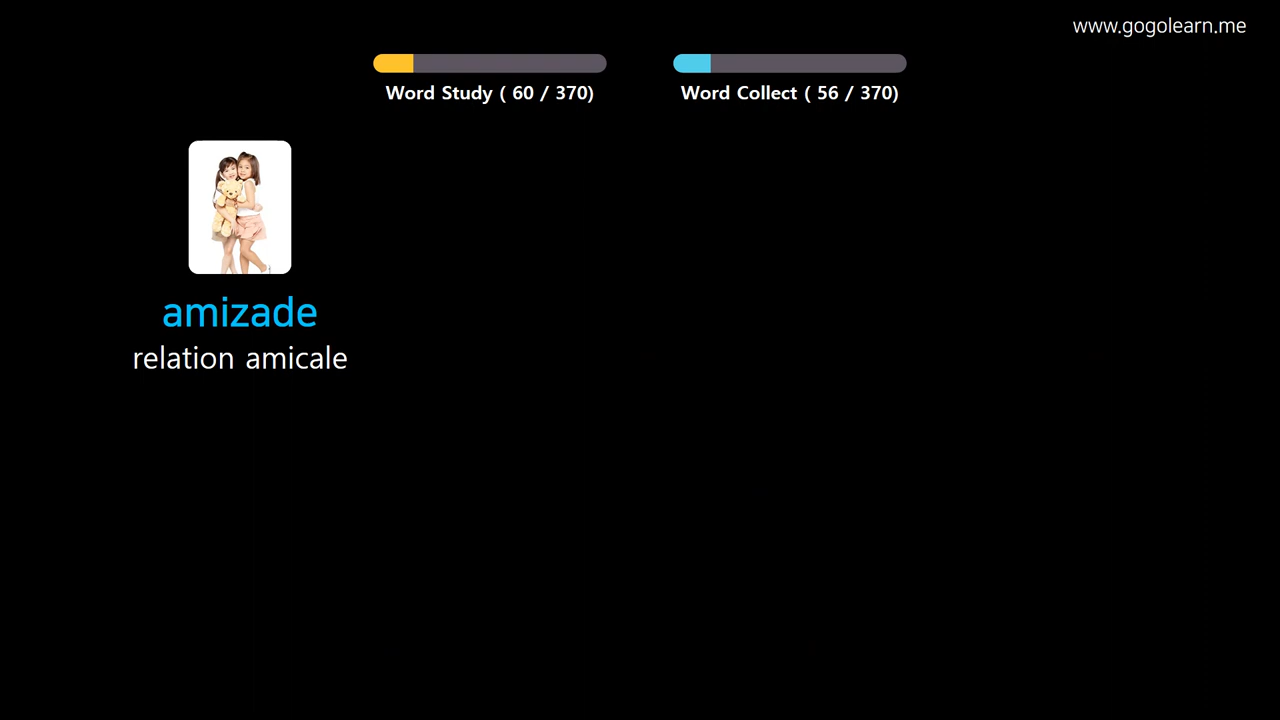 www.gogolearn.me
Word Study ( 60 / 370)
Word Collect ( 56 / 370)
amizade
relation amicale